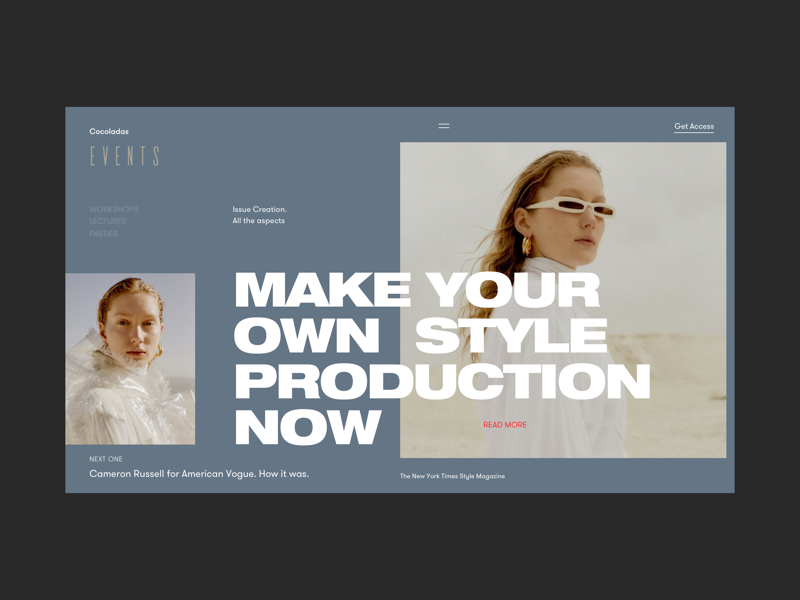 Cocoladas
Get Access
EVENTS
WORKSHOPS
LECTURES
PARTIES
Issue Creation.
All the aspects
MAKE YOUR
OWN STYLE
PRODUCTION
NOW
READ MORE
NEXT ONE
Cameron Russell for American Vogue. How it was.
The New York Times Style Magazine